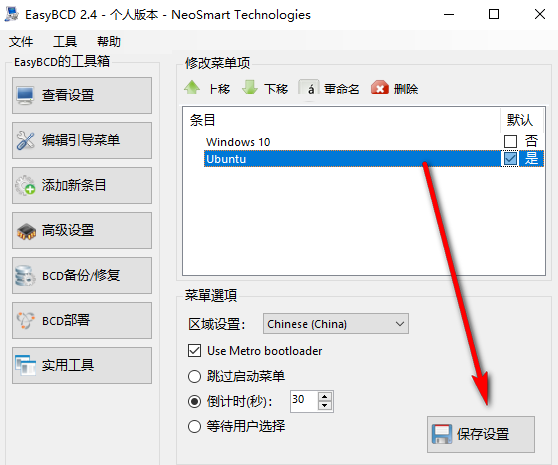 EasyBCD 2.4 - 个人版本 - NeoSmart Technologies
文件 工具 帮助
EasyBCD的工具箱
查看设置
编辑引导菜单
添加新条目
高级设置
BCD备份/修复
BCD部署
实用工具
修改菜单项
上移 下移 á 重命名 删除
条目 默认
Windows 10 否
Ubuntu 是
菜單選項
区域设置: Chinese (China)
Use Metro bootloader
跳过启动菜单
倒计时(秒): 30
等待用户选择
保存设置